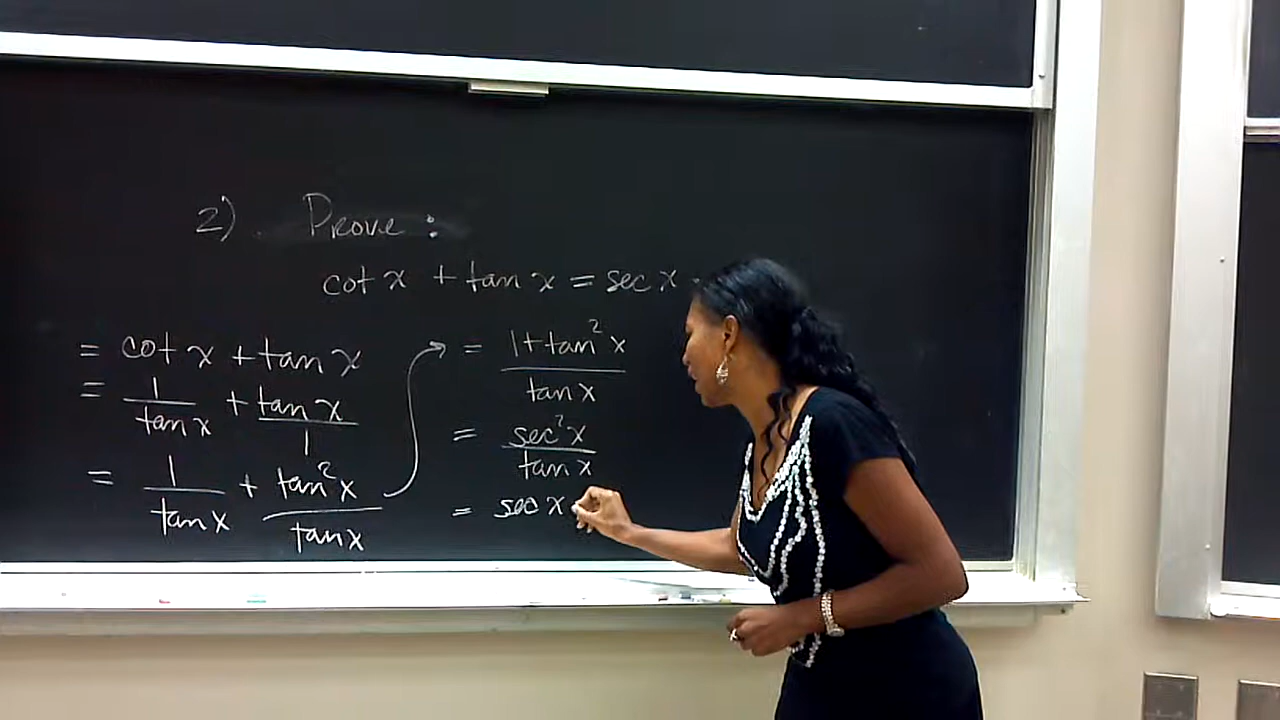 2) Prove:
cot x + tan x = sec x
= cot x + tan x
= 1/tan x + tan x/1
= 1/tan x + tan²x/tan x
= 1+tan²x/tan x
= sec²x/tan x
= sec x